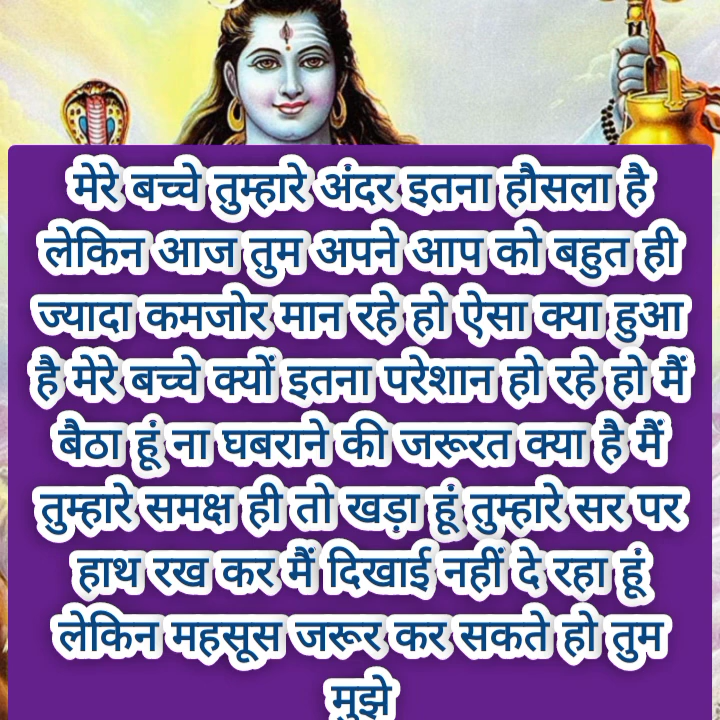 मेरे बच्चे तुम्हारे अंदर इतना हौसला है
लेकिन आज तुम अपने आप को बहुत ही
ज्यादा कमजोर मान रहे हो ऐसा क्या हुआ
है मेरे बच्चे क्यों इतना परेशान हो रहे हो मैं
बैठा हूं ना घबराने की जरूरत क्या है मैं
तुम्हारे समक्ष ही तो खड़ा हूं तुम्हारे सर पर
हाथ रख कर मैं दिखाई नहीं दे रहा हूं
लेकिन महसूस जरूर कर सकते हो तुम
मुझे